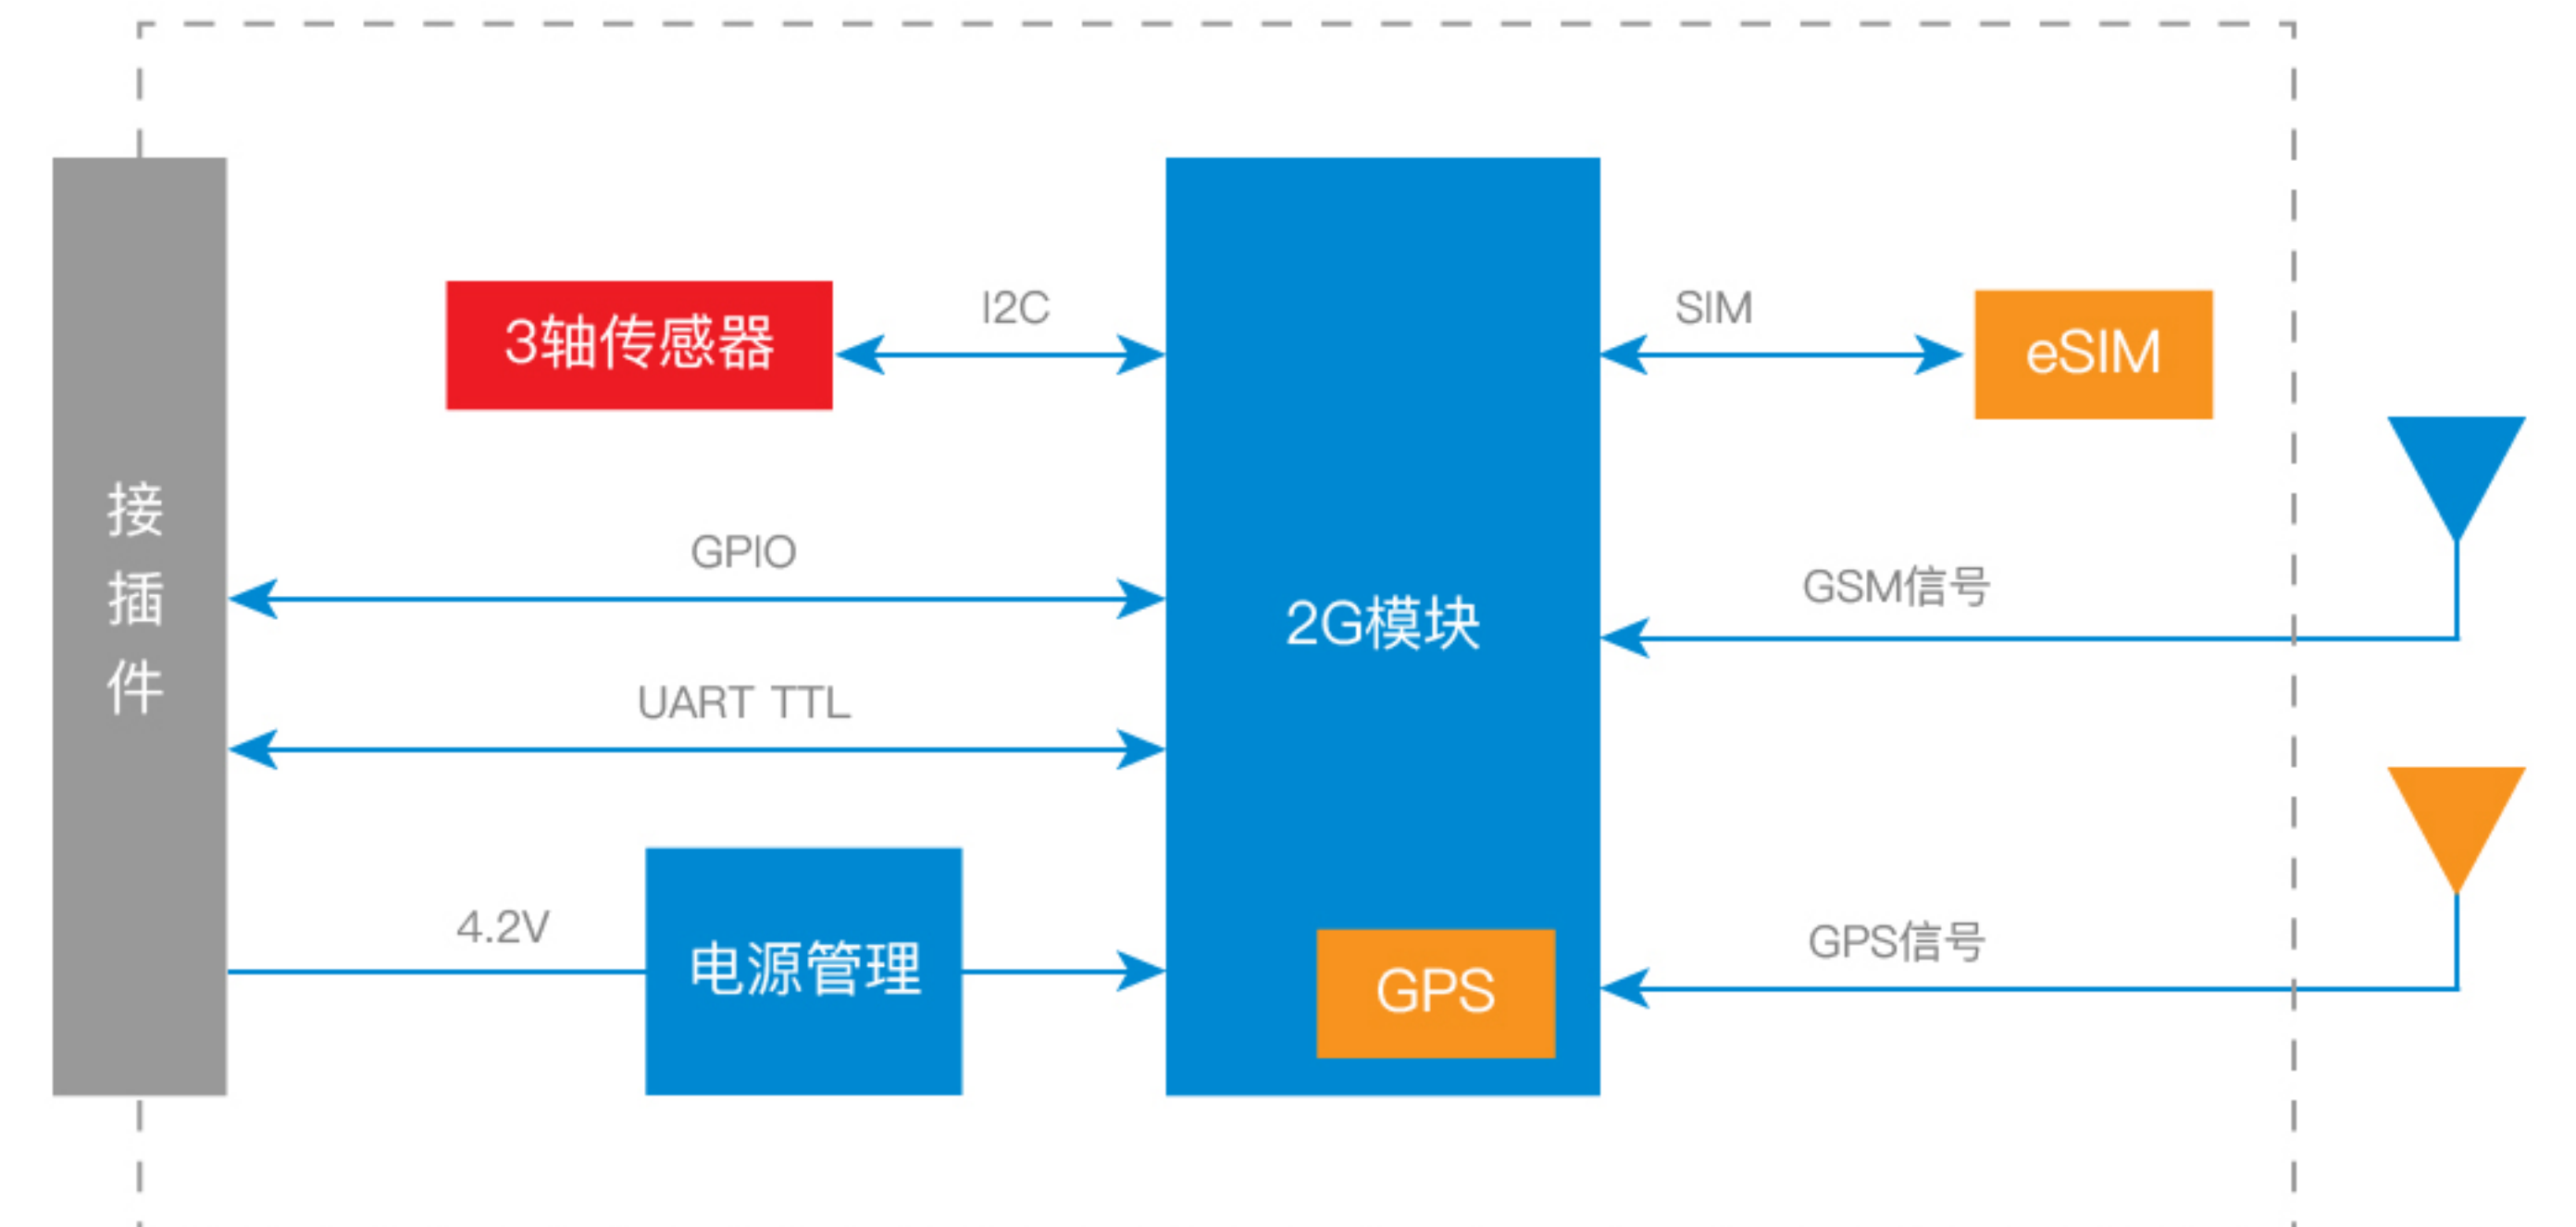 接
插
件
3轴传感器
I2C
GPIO
UART TTL
4.2V
电源管理
2G模块
GPS
SIM
eSIM
GSM信号
GPS信号